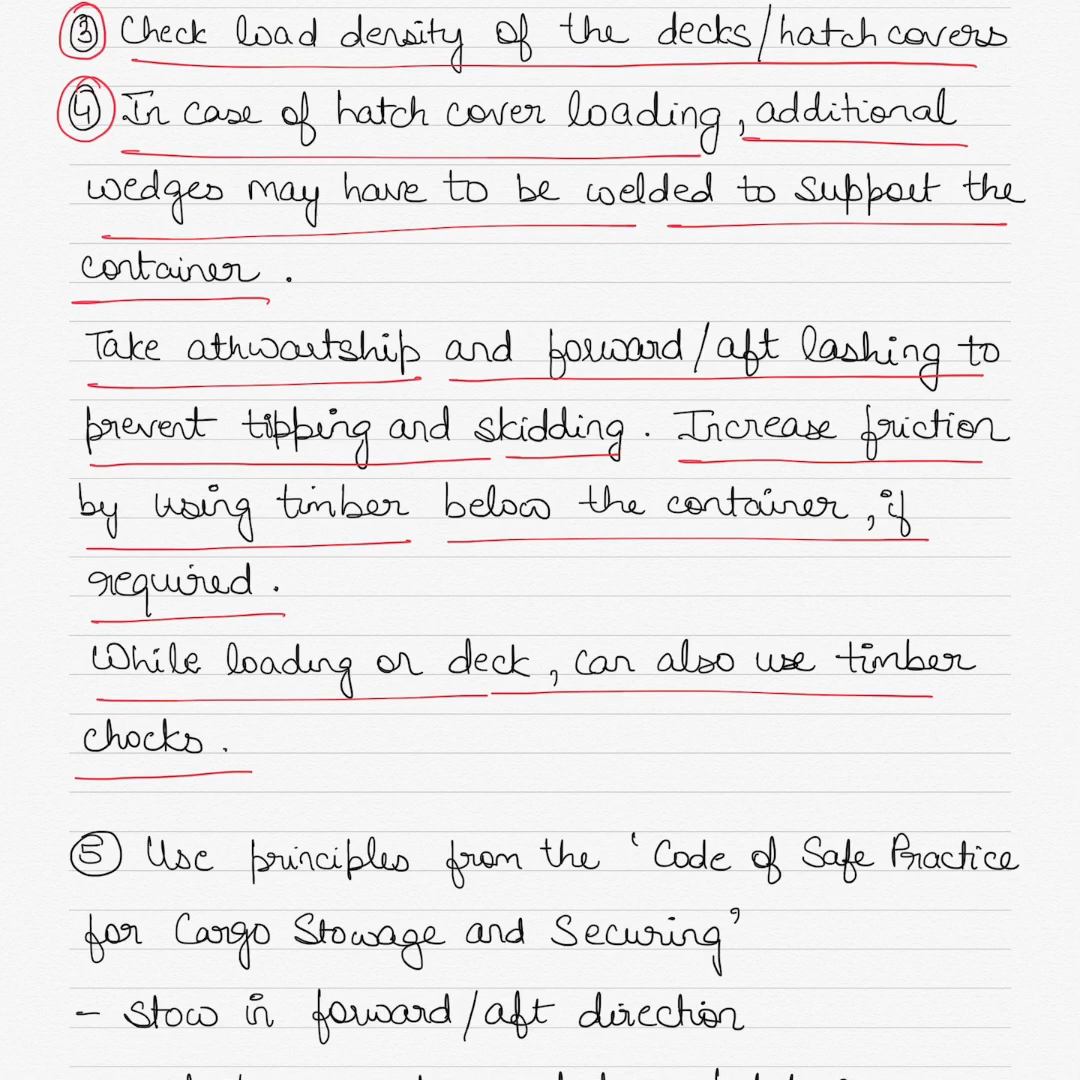 ③ Check load density of the decks/hatch covers
④ In case of hatch cover loading, additional
wedges may have to be welded to support the
container.
Take athwartship and forward/aft lashing to
prevent tipping and skidding. Increase friction
by using timber below the container, if
required.
While loading on deck, can also use timber
chocks.
⑤ Use principles from the 'Code of Safe Practice
for Cargo Stowage and Securing'
- Stow in forward/aft direction